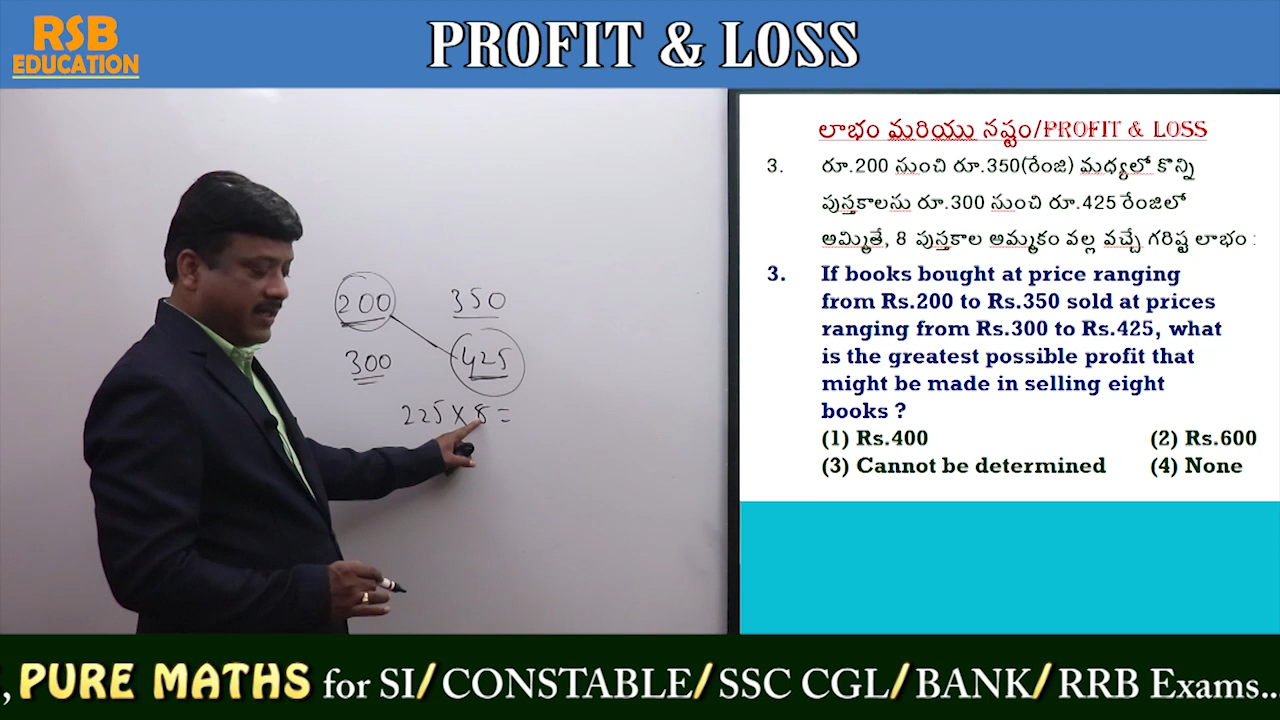 RSB
EDUCATION
PROFIT & LOSS
200 350
300 425
225 × 8 =
లాభం మరియు నష్టం/PROFIT & LOSS
3. రూ.200 నుంచి రూ.350(రేంజి) మధ్యలో కొన్ని
పుస్తకాలను రూ.300 నుంచి రూ.425 రేంజిలో
అమ్మితే, 8 పుస్తకాల అమ్మకం వల్ల వచ్చే గరిష్ట లాభం :
3. If books bought at price ranging
from Rs.200 to Rs.350 sold at prices
ranging from Rs.300 to Rs.425, what
is the greatest possible profit that
might be made in selling eight
books ?
(1) Rs.400 (2) Rs.600
(3) Cannot be determined (4) None
, PURE MATHS for SI/CONSTABLE/SSC CGL/BANK/RRB Exams...